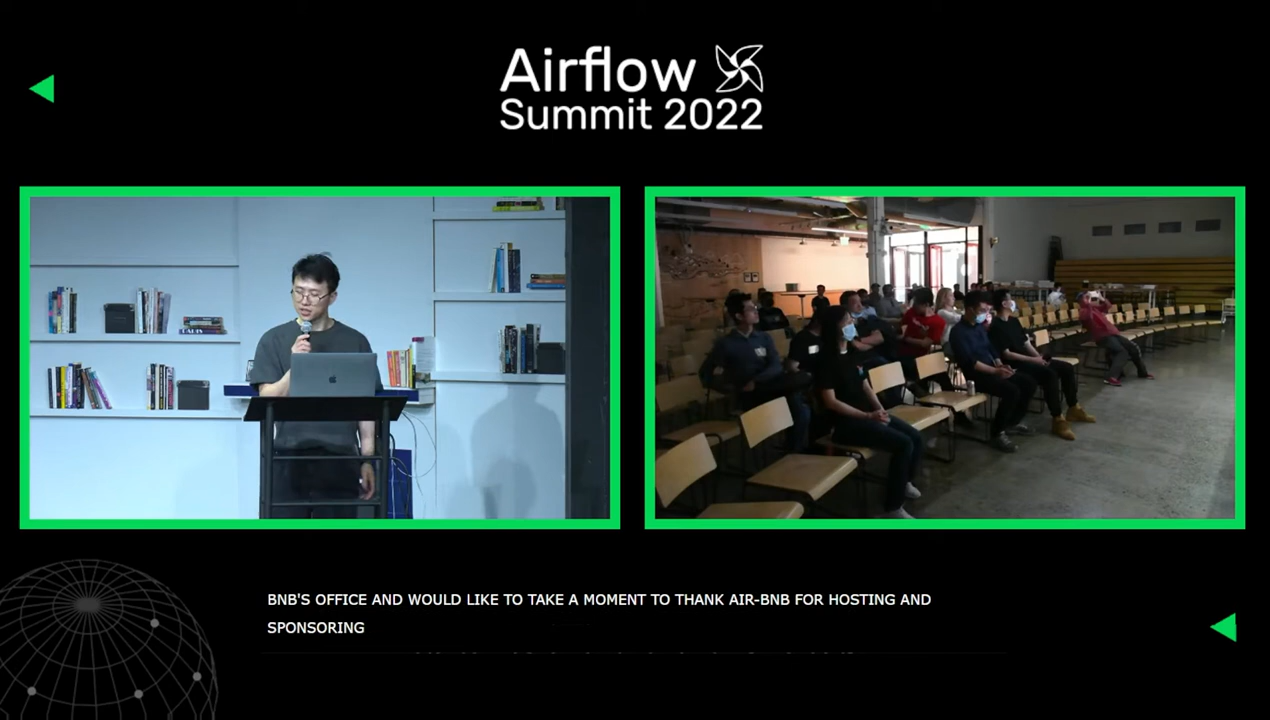 Airflow
Summit 2022
PARIS
BNB'S OFFICE AND WOULD LIKE TO TAKE A MOMENT TO THANK AIR-BNB FOR HOSTING AND
SPONSORING